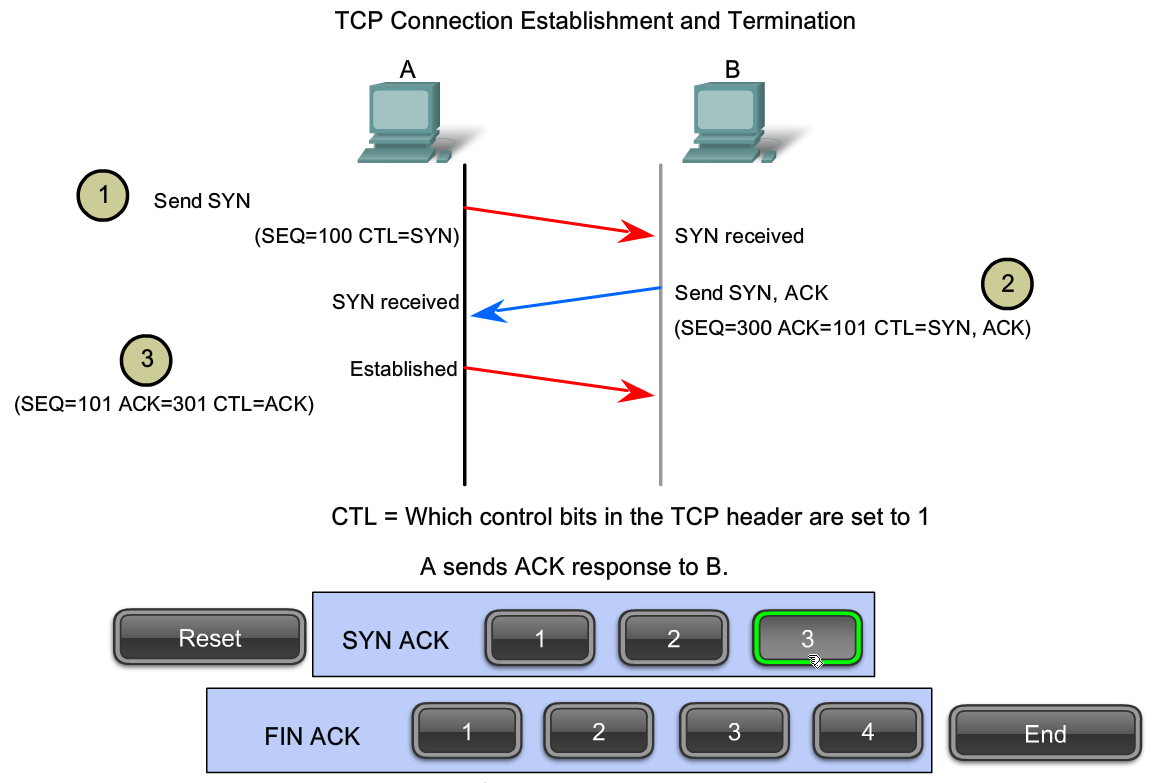 TCP Connection Establishment and Termination
A
B
1
Send SYN
(SEQ=100 CTL=SYN)
SYN received
SYN received
Send SYN, ACK
2
(SEQ=300 ACK=101 CTL=SYN, ACK)
3
Established
(SEQ=101 ACK=301 CTL=ACK)
CTL = Which control bits in the TCP header are set to 1
A sends ACK response to B.
Reset
SYN ACK
1
2
3
FIN ACK
1
2
3
4
End